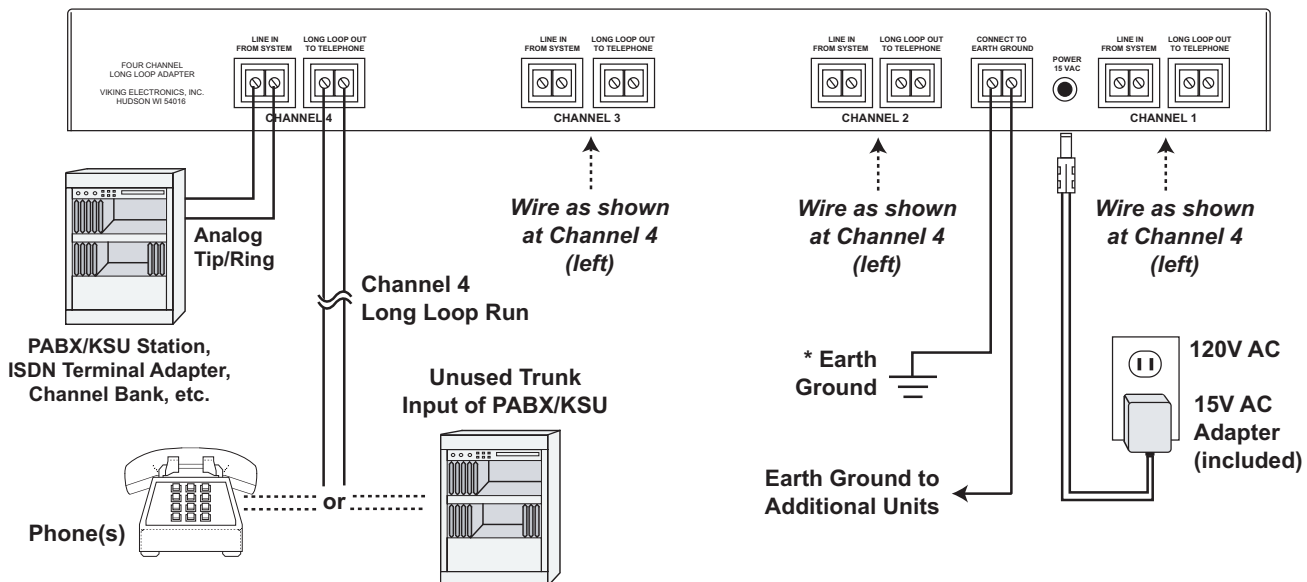 LINE IN
FROM SYSTEM
LONG LOOP OUT
TO TELEPHONE
LINE IN
FROM SYSTEM
LONG LOOP OUT
TO TELEPHONE
LINE IN
FROM SYSTEM
LONG LOOP OUT
TO TELEPHONE
CONNECT TO
EARTH GROUND
POWER
15 VAC
LINE IN
FROM SYSTEM
LONG LOOP OUT
TO TELEPHONE
FOUR CHANNEL
LONG LOOP ADAPTER
VIKING ELECTRONICS, INC.
HUDSON WI 54016
CHANNEL 4
CHANNEL 3
CHANNEL 2
CHANNEL 1
Analog
Tip/Ring
Wire as shown
at Channel 4
(left)
Wire as shown
at Channel 4
(left)
Wire as shown
at Channel 4
(left)
Channel 4
Long Loop Run
PABX/KSU Station,
ISDN Terminal Adapter,
Channel Bank, etc.
Unused Trunk
Input of PABX/KSU
* Earth
Ground
120V AC
15V AC
Adapter
(included)
Earth Ground to
Additional Units
or
Phone(s)